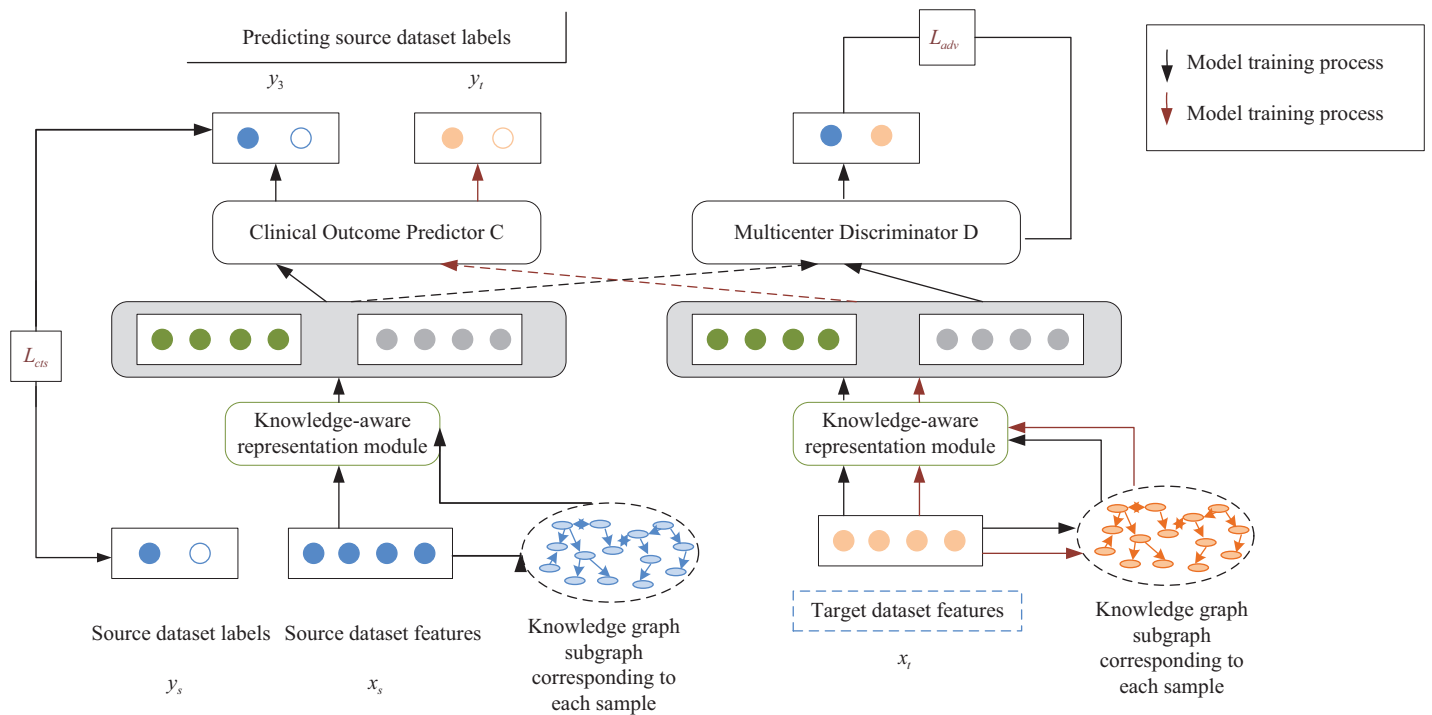 Predicting source dataset labels
y3
yt
Ladv
Model training process
Model training process
Clinical Outcome Predictor C
Multicenter Discriminator D
Lcts
Knowledge-aware
representation module
Knowledge-aware
representation module
Source dataset labels
ys
Source dataset features
xs
Knowledge graph
subgraph
corresponding to
each sample
Target dataset features
xt
Knowledge graph
subgraph
corresponding to
each sample